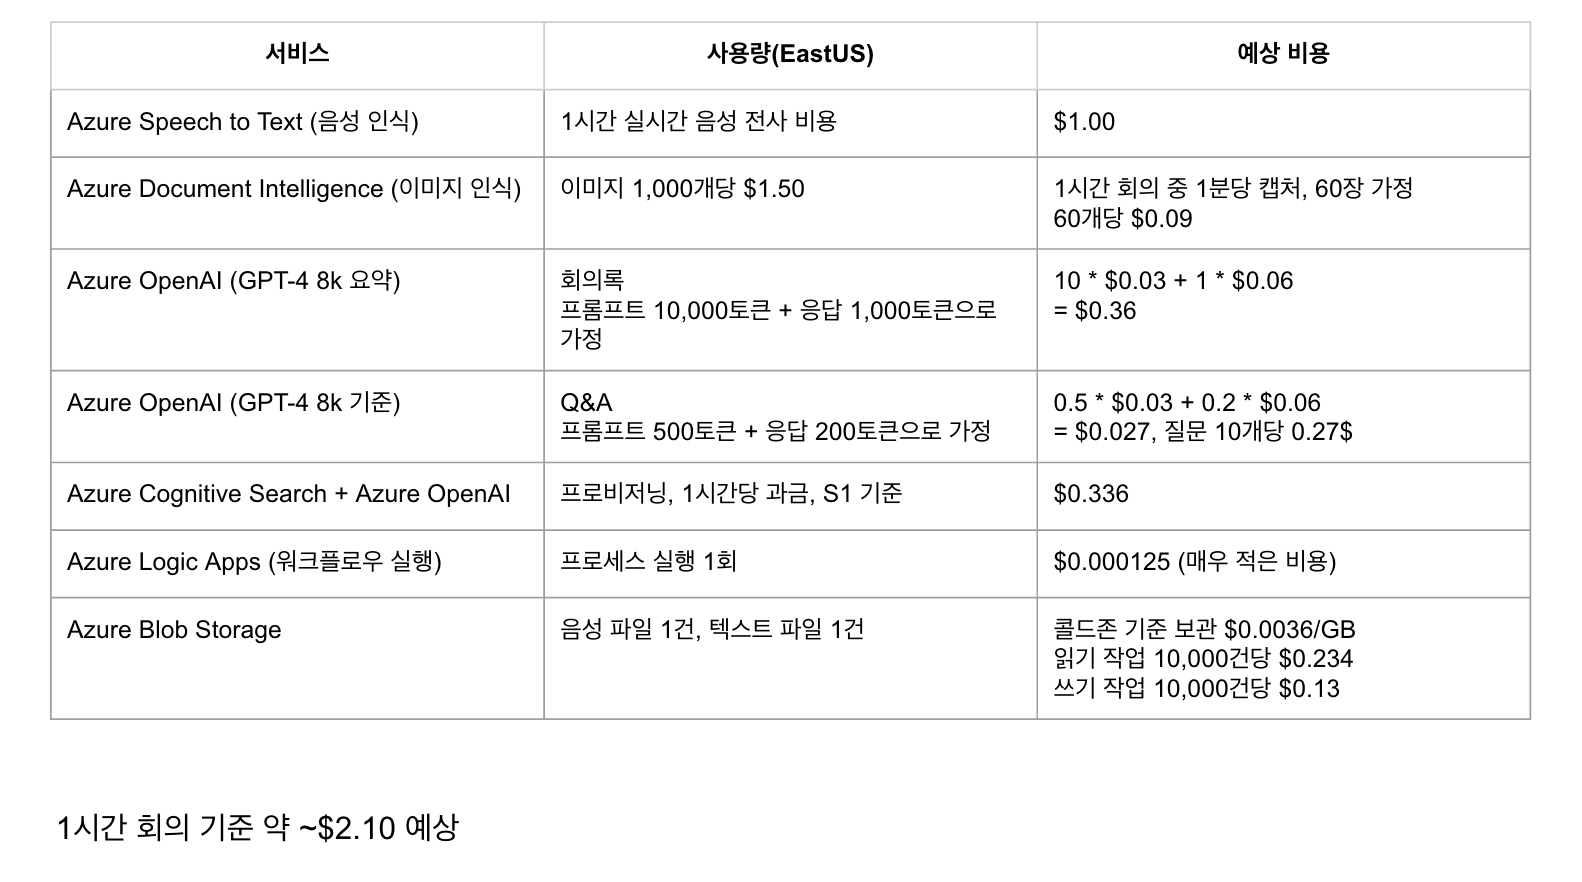 서비스
사용량(EastUS)
예상 비용
Azure Speech to Text (음성 인식)
1시간 실시간 음성 전사 비용
$1.00
Azure Document Intelligence (이미지 인식)
이미지 1,000개당 $1.50
1시간 회의 중 1분당 캡처, 60장 가정
60개당 $0.09
Azure OpenAI (GPT-4 8k 요약)
회의록
프롬프트 10,000토큰 + 응답 1,000토큰으로
가정
10 * $0.03 + 1 * $0.06
= $0.36
Azure OpenAI (GPT-4 8k 기준)
Q&A
프롬프트 500토큰 + 응답 200토큰으로 가정
0.5 * $0.03 + 0.2 * $0.06
= $0.027, 질문 10개당 0.27$
Azure Cognitive Search + Azure OpenAI
프로비저닝, 1시간당 과금, S1 기준
$0.336
Azure Logic Apps (워크플로우 실행)
프로세스 실행 1회
$0.000125 (매우 적은 비용)
Azure Blob Storage
음성 파일 1건, 텍스트 파일 1건
콜드존 기준 보관 $0.0036/GB
읽기 작업 10,000건당 $0.234
쓰기 작업 10,000건당 $0.13
1시간 회의 기준 약 ~$2.10 예상